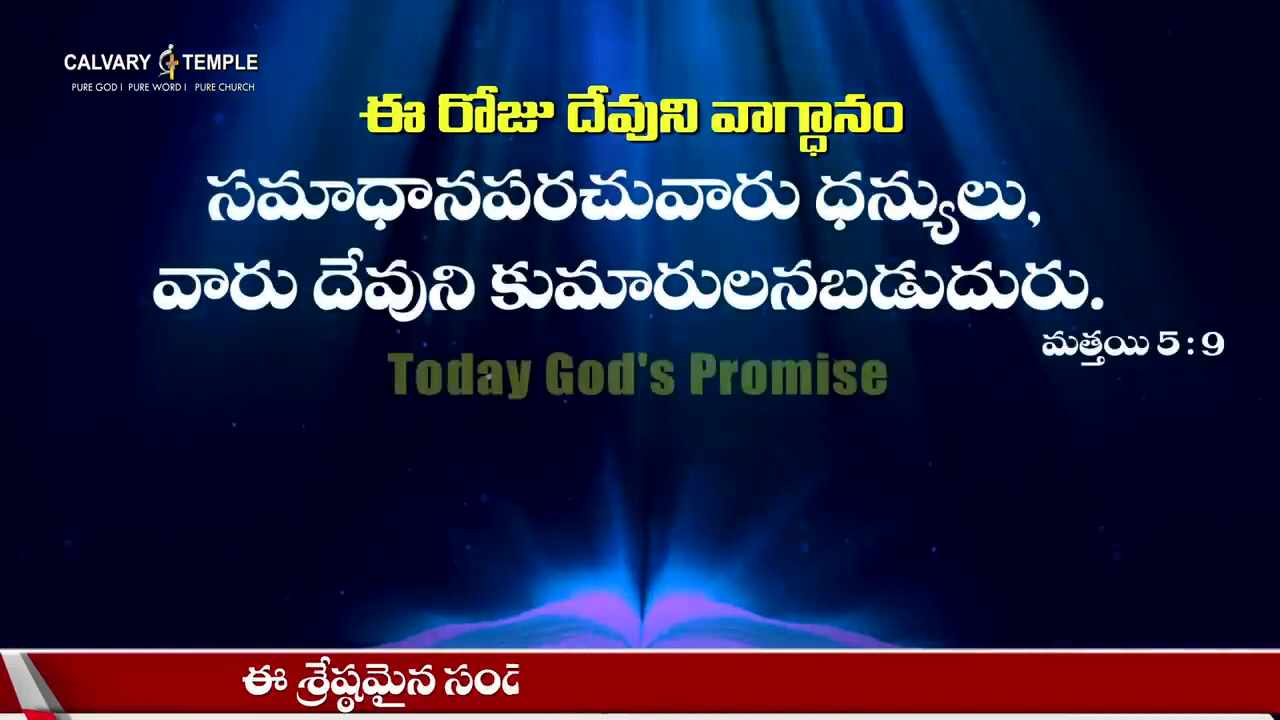 CALVARY TEMPLE
PURE GOD | PURE WORD | PURE CHURCH
ఈ రోజు దేవుని వాగ్ధానం
సమాధానపరచువారు ధన్యులు,
వారు దేవుని కుమారులనబడుదురు.
మత్తయి 5 : 9
Today God's Promise
ఈ శ్రేష్ఠమైన